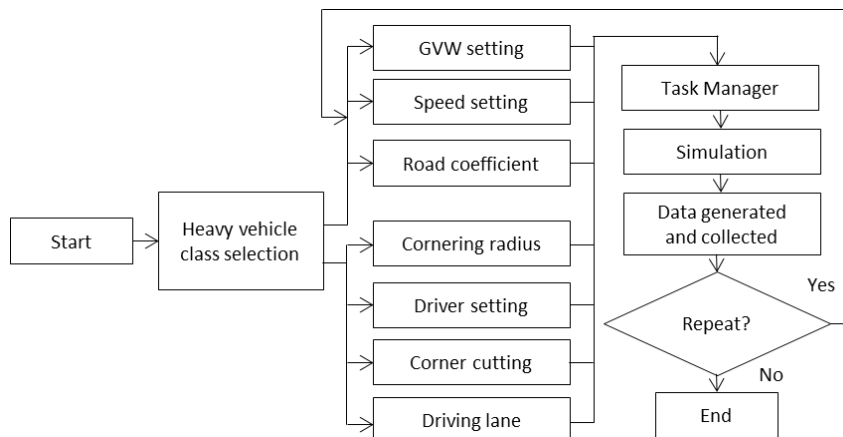 Start
Heavy vehicle
class selection
GVW setting
Speed setting
Road coefficient
Cornering radius
Driver setting
Corner cutting
Driving lane
Task Manager
Simulation
Data generated
and collected
Repeat?
Yes
No
End